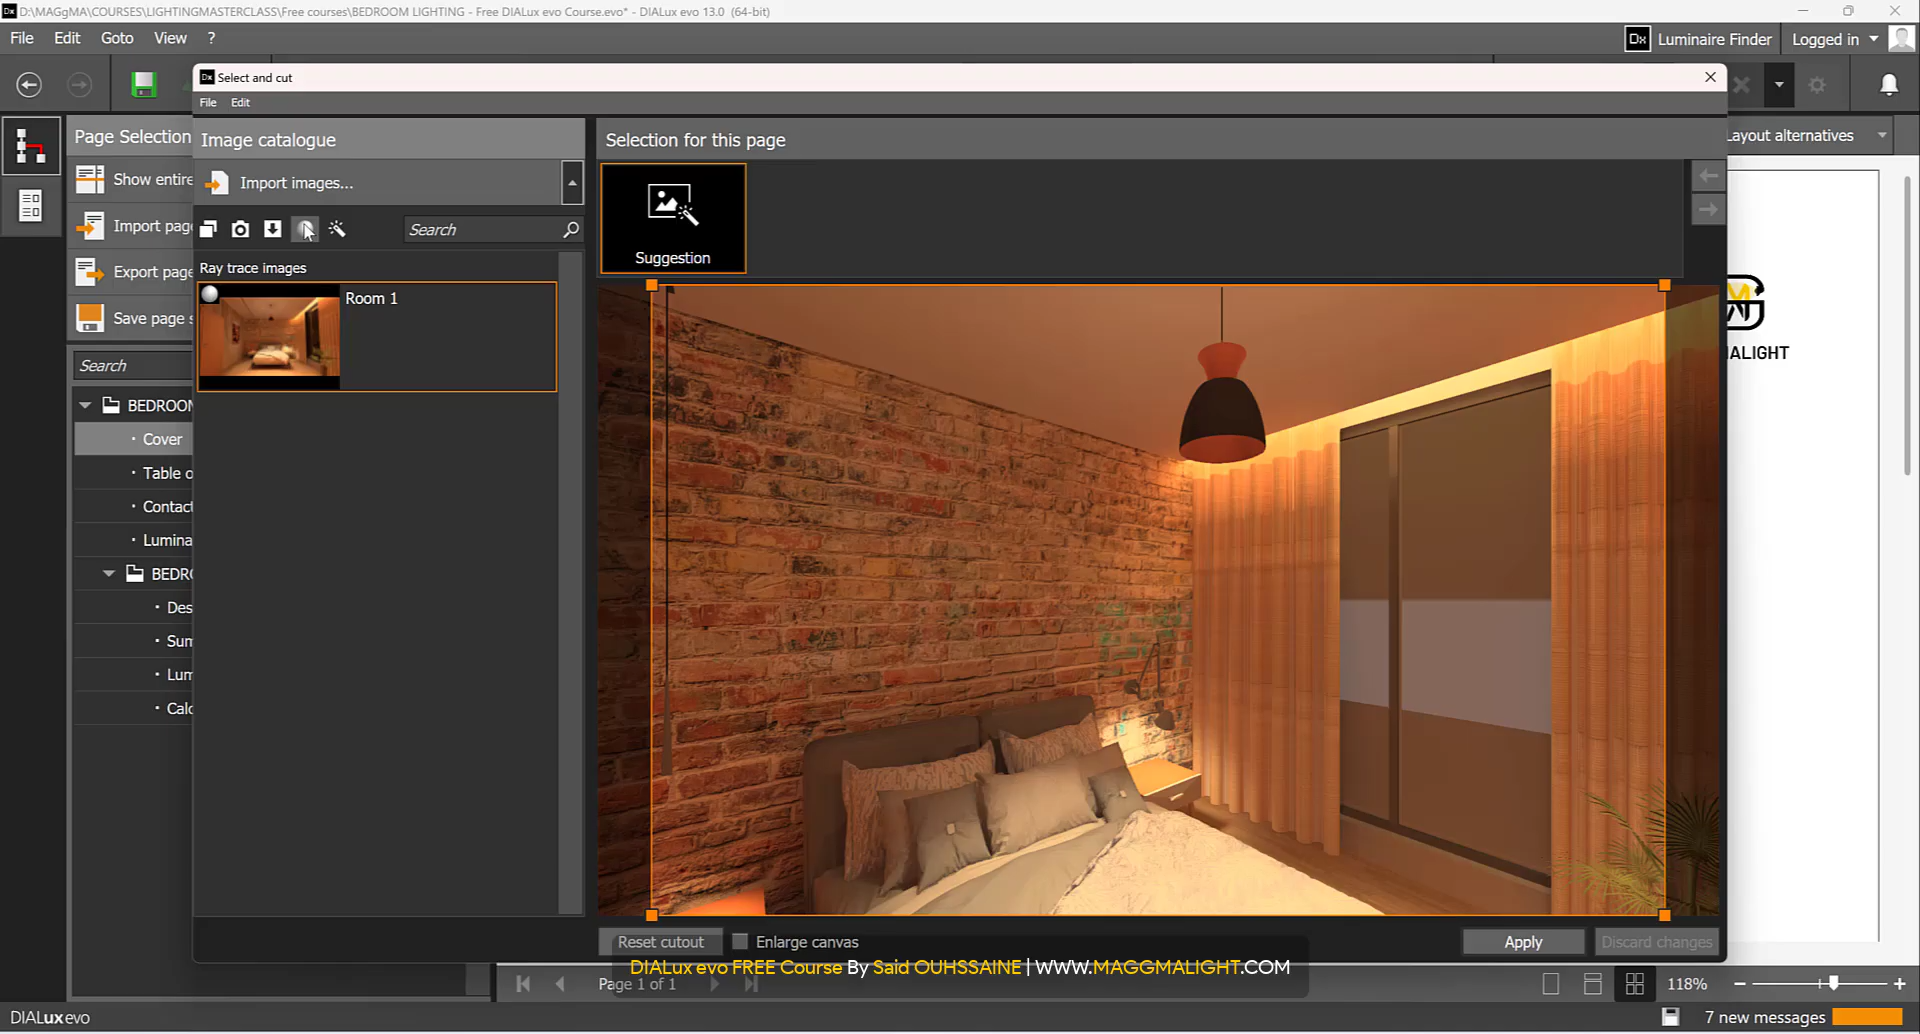 D:\MAGgMA\COURSES\LIGHTINGMASTERCLASS\Free courses\BEDROOM LIGHTING - Free DIALux evo Course.evo* - DIALux evo 13.0 (64-bit)
File Edit Goto View ?
Luminaire Finder
Logged in
Select and cut
File Edit
Page Selection
Image catalogue
Selection for this page
Layout alternatives
Show entire
Import images...
Import page
Search
Suggestion
Export page
Ray trace images
Room 1
Save page s
Search
MALIGHT
BEDROOM
Cover
Table o
Contact
Lumina
BEDRO
Des
Sum
Lum
Calc
Reset cutout
Enlarge canvas
Apply
Discard changes
DIALux evo FREE Course By Said OUHSSAINE | WWW.MAGGMALIGHT.COM
Page 1 of 1
118%
DIALux evo
7 new messages